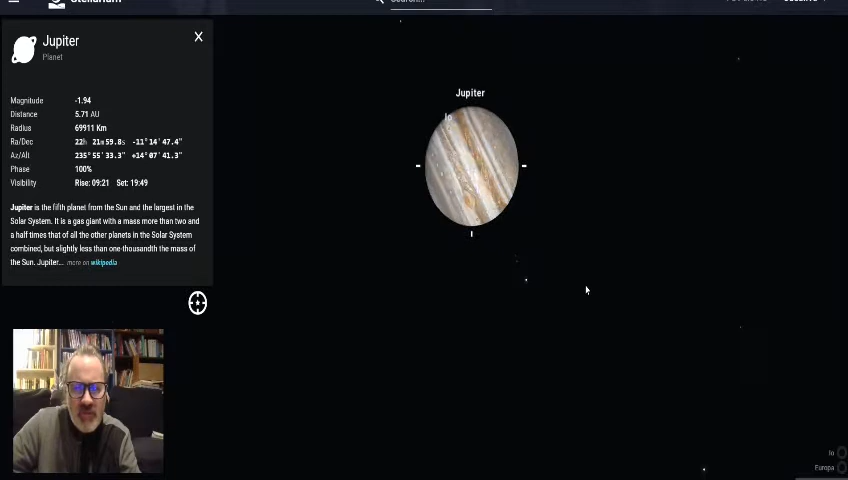 Stellarium
Search...
Jupiter
Planet
Magnitude -1.94
Distance 5.71 AU
Radius 69911 Km
Ra/Dec 22h 21m59.8s -11°14'47.4"
Az/Alt 235°55'33.3" +14°07'41.3"
Phase 100%
Visibility Rise: 09:21 Set: 19:49
Jupiter is the fifth planet from the Sun and the largest in the
Solar System. It is a gas giant with a mass more than two and
a half times that of all the other planets in the Solar System
combined, but slightly less than one-thousandth the mass of
the Sun. Jupiter... more on wikipedia
Jupiter
Io
Io
Europa